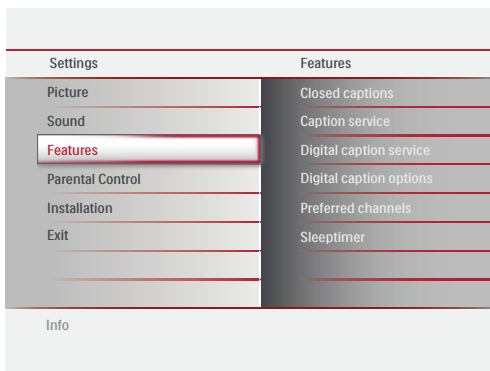 Settings
Features
Picture
Sound
Features
Parental Control
Installation
Exit
Closed captions
Caption service
Digital caption service
Digital caption options
Preferred channels
Sleeptimer
Info